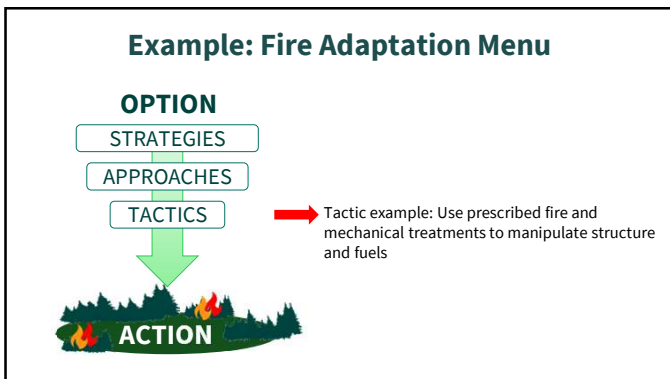 Example: Fire Adaptation Menu
OPTION
STRATEGIES
APPROACHES
TACTICS
Tactic example: Use prescribed fire and
mechanical treatments to manipulate structure
and fuels
ACTION